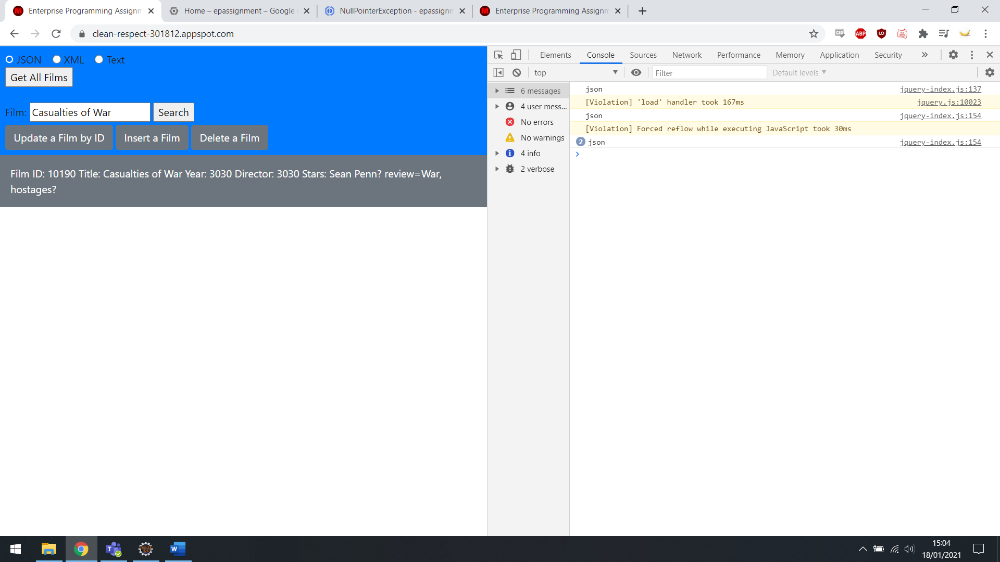 Enterprise Programming Assignm
Home – epassignment – Google
NullPointerException - epassignm
Enterprise Programming Assignm
clean-respect-301812.appspot.com
JSON XML Text
Get All Films
Film: Casualties of War Search
Update a Film by ID Insert a Film Delete a Film
Film ID: 10190 Title: Casualties of War Year: 3030 Director: 3030 Stars: Sean Penn? review=War,
hostages?
Elements Console Sources Network Performance Memory Application Security
top Filter Default levels
6 messages
4 user mess...
No errors
No warnings
4 info
2 verbose
json jquery-index.js:137
[Violation] 'load' handler took 167ms jquery.js:10023
json jquery-index.js:154
[Violation] Forced reflow while executing JavaScript took 30ms
2 json jquery-index.js:154
15:04
18/01/2021